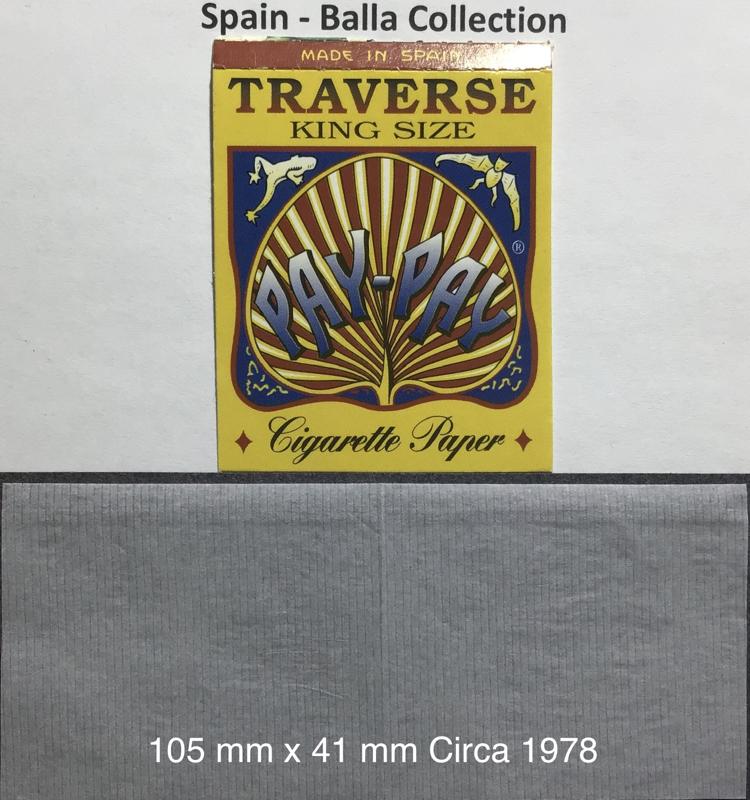 Spain - Balla Collection
MADE IN SPAIN
TRAVERSE
KING SIZE
PAY-PAY
®
Cigarette Paper
105 mm x 41 mm Circa 1978